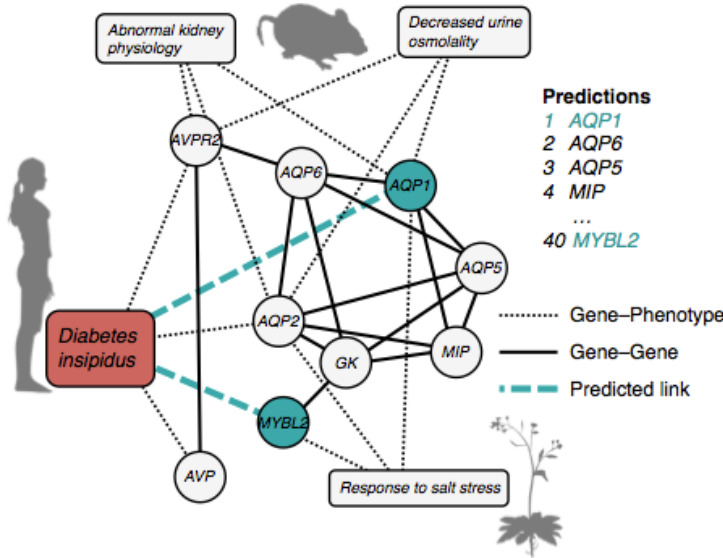 Abnormal kidney
physiology
Decreased urine
osmolality
Predictions
1 AQP1
2 AQP6
3 AQP5
4 MIP
...
40 MYBL2
AVPR2
AQP6
AQP1
AQP5
AQP2
GK
MIP
MYBL2
AVP
Diabetes
insipidus
Gene–Phenotype
Gene–Gene
Predicted link
Response to salt stress